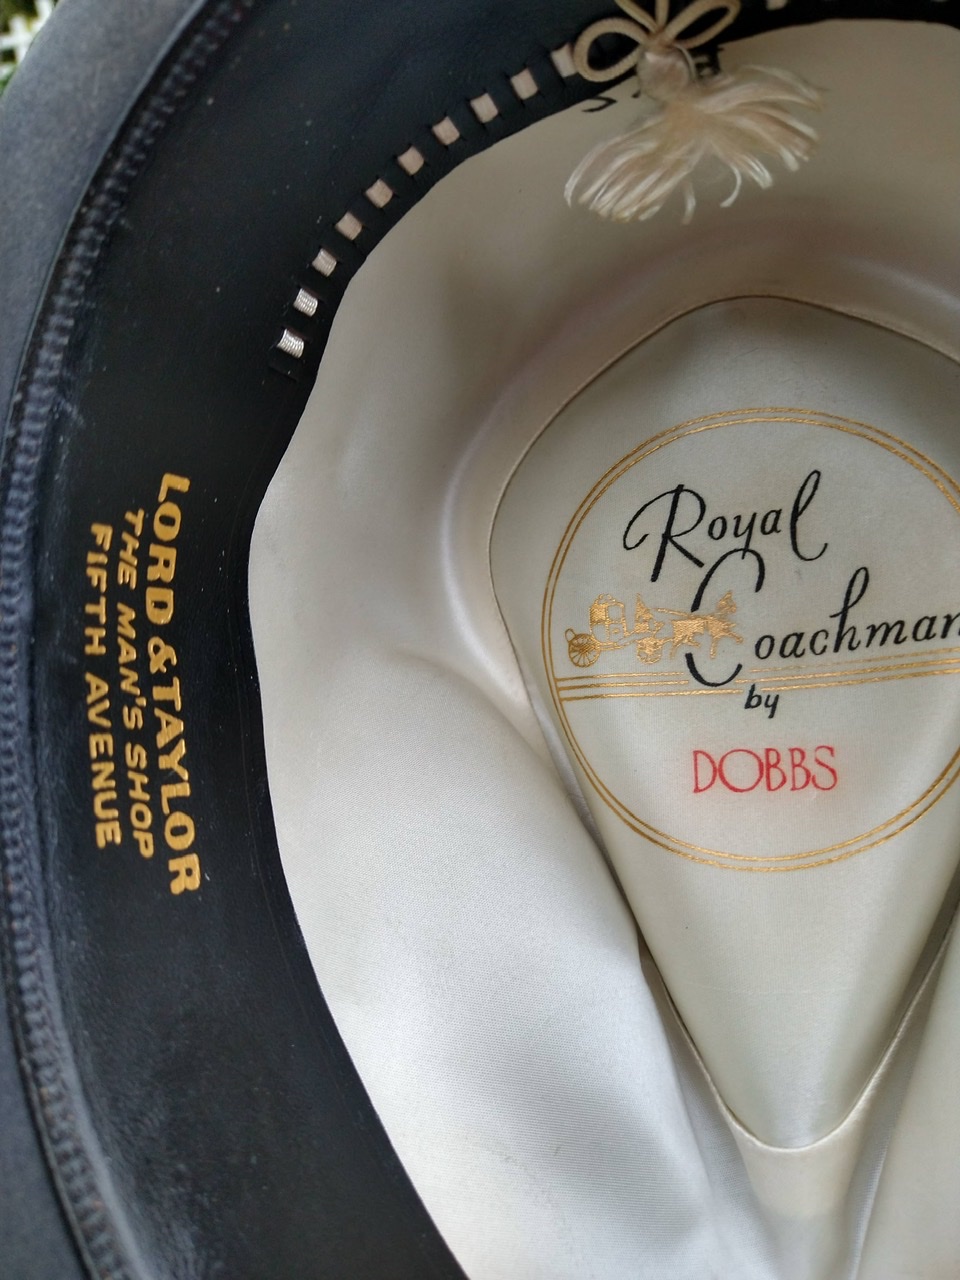 Royal
Coachman
by
DOBBS
LORD & TAYLOR
THE MAN'S SHOP
FIFTH AVENUE